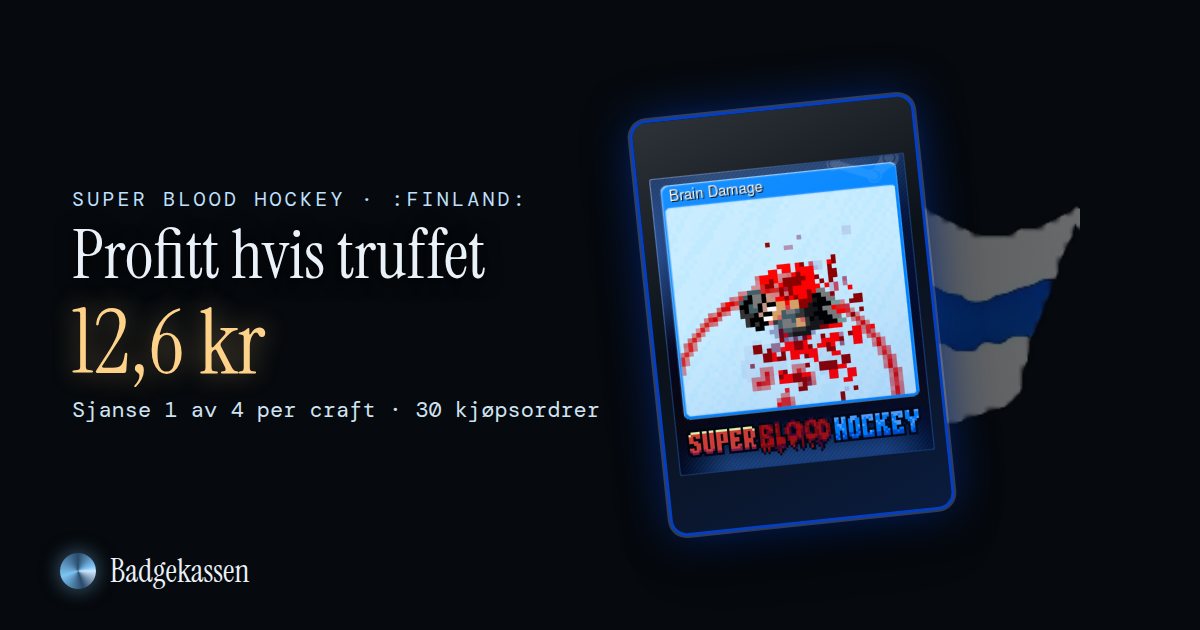 SUPER BLOOD HOCKEY · :FINLAND:
Profitt hvis truffet
12,6 kr
Sjanse 1 av 4 per craft · 30 kjøpsordrer
Badgekassen
Brain Damage
SUPER BLOOD HOCKEY